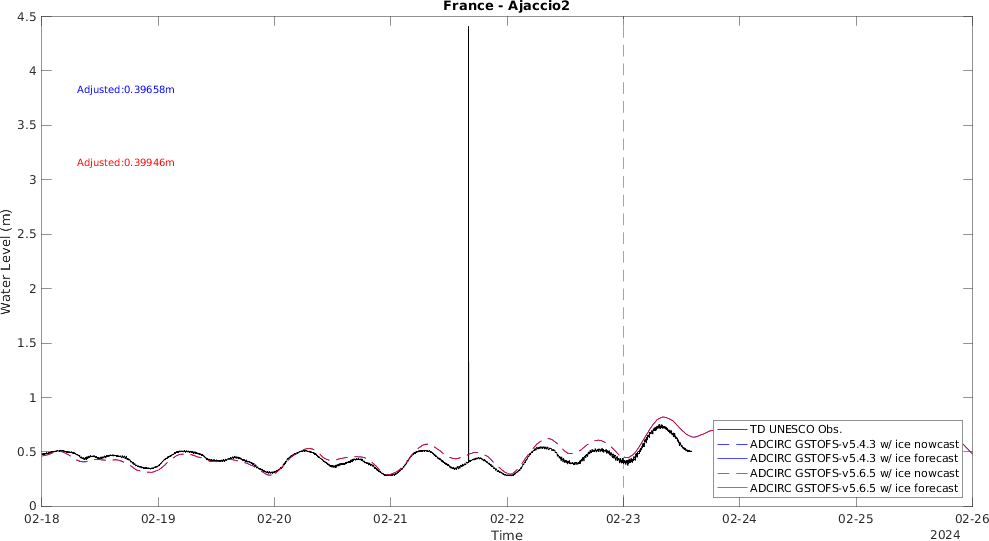 France - Ajaccio2
4.5
4
3.5
3
2.5
2
1.5
1
0.5
0
Water Level (m)
Adjusted:0.39658m
Adjusted:0.39946m
TD UNESCO Obs.
ADCIRC GSTOFS-v5.4.3 w/ ice nowcast
ADCIRC GSTOFS-v5.4.3 w/ ice forecast
ADCIRC GSTOFS-v5.6.5 w/ ice nowcast
ADCIRC GSTOFS-v5.6.5 w/ ice forecast
02-18 02-19 02-20 02-21 02-22 02-23 02-24 02-25 02-26
Time
2024